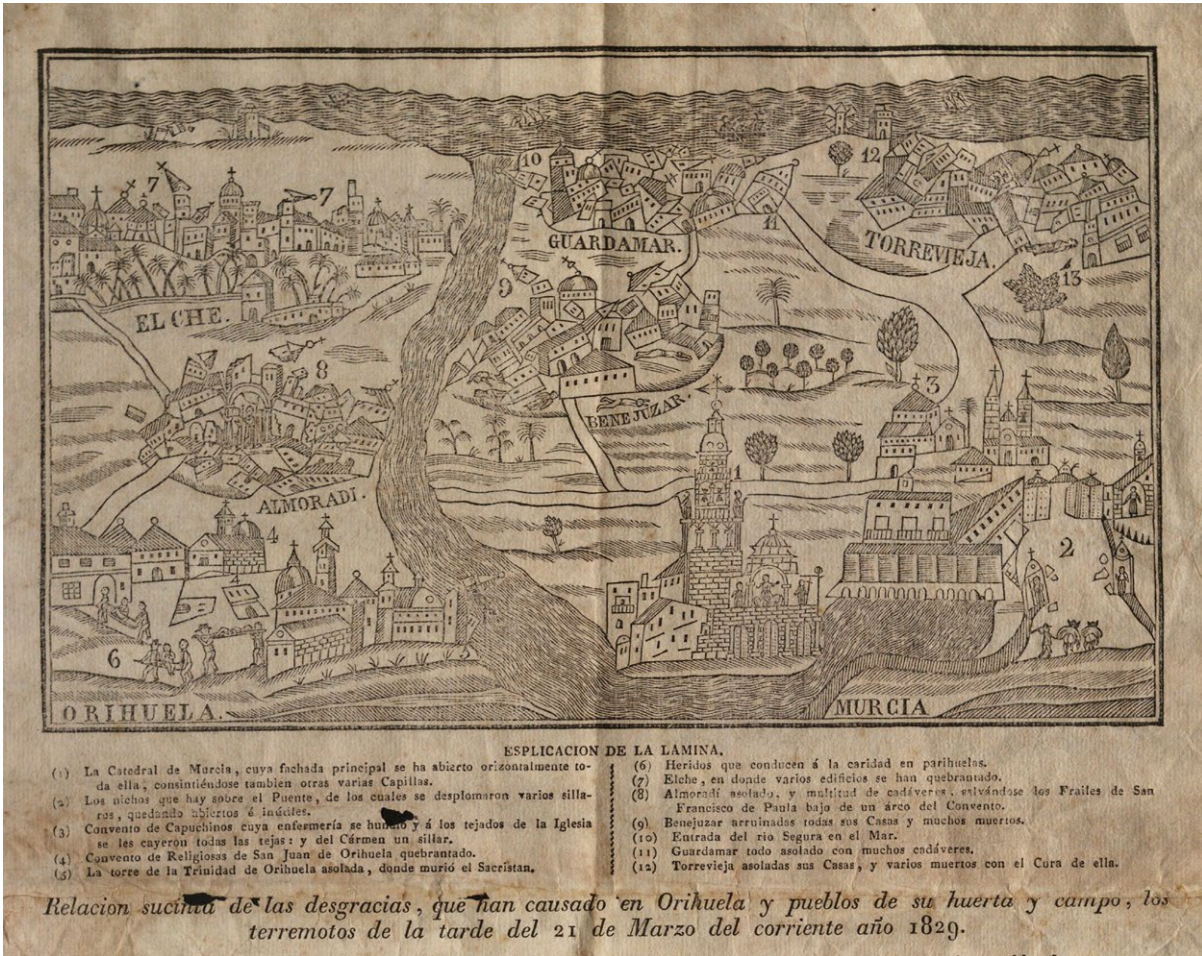 10
12
7
7
GUARDAMAR.
11
TORREVIEJA.
13
9
ELCHE.
8
3
BENEJUZAR.
1
ALMORADI.
4
2
6
ORIHUELA.
MURCIA
ESPLICACION DE LA LAMINA.
(1) La Catedral de Murcia, cuya fachada principal se ha abierto orizontalmente to-
da ella, consintiéndose tambien otras varias Capillas.
(2) Los nichos que hay sobre el Puente, de los cuales se desplomaron varios silla-
res, quedando abiertos é inútiles.
(3) Convento de Capuchinos cuya enfermería se hundió y á los tejados de la Iglesia
se les cayeron todas las tejas: y del Cármen un sillar.
(4) Convento de Religiosas de San Juan de Orihuela quebrantado.
(5) La torre de la Trinidad de Orihuela asolada, donde murió el Sacristan.
(6) Heridos que conducen á la caridad en parihuelas.
(7) Elche, en donde varios edificios se han quebrantado.
(8) Almoradí asolado, y multitud de cadáveres, salvándose los Frailes de San
Francisco de Paula bajo de un árco del Convento.
(9) Benejuzar arruinadas todas sus Casas y muchos muertos.
(10) Entrada del rio Segura en el Mar.
(11) Guardamar todo asolado con muchos cadáveres.
(12) Torrevieja asoladas sus Casas, y varios muertos con el Cura de ella.
Relacion sucinta de las desgracias, que han causado en Orihuela y pueblos de su huerta y campo, los
terremotos de la tarde del 21 de Marzo del corriente año 1829.